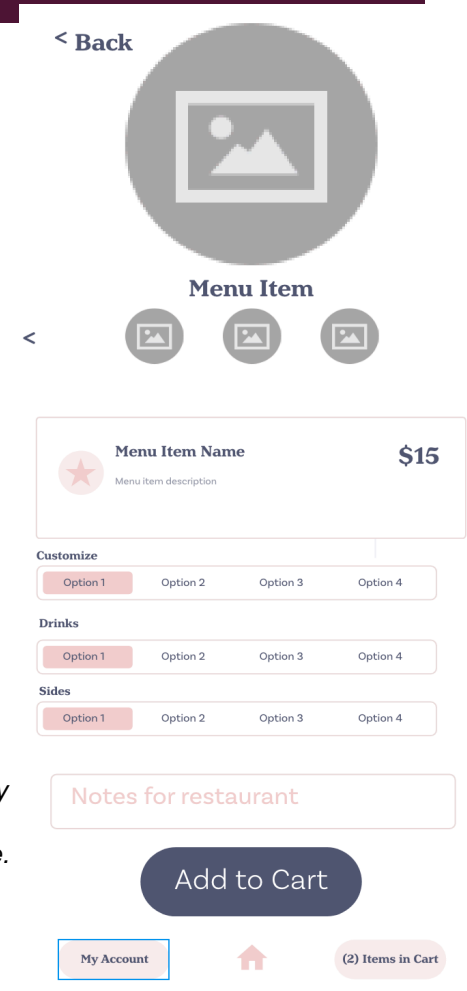 < Back
Menu Item
<
Menu Item Name
$15
Menu item description
Customize
Option 1 Option 2 Option 3 Option 4
Drinks
Option 1 Option 2 Option 3 Option 4
Sides
Option 1 Option 2 Option 3 Option 4
Notes for restaurant
Add to Cart
My Account (2) Items in Cart